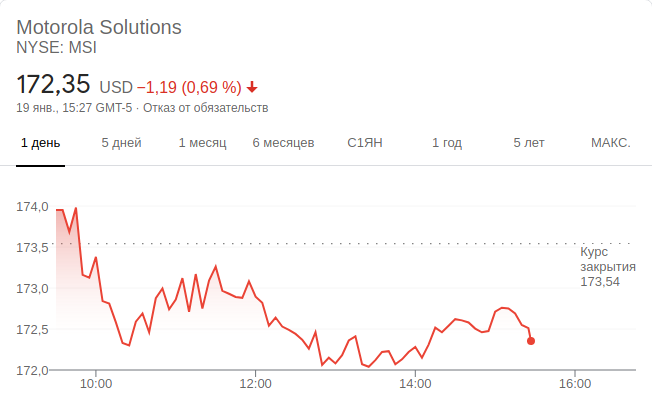 Motorola Solutions
NYSE: MSI
172,35 USD −1,19 (0,69 %)
19 янв., 15:27 GMT-5 · Отказ от обязательств
1 день 5 дней 1 месяц 6 месяцев С1ЯН 1 год 5 лет МАКС.
174,0
173,5
Курс
закрытия
173,54
173,0
172,5
172,0
10:00 12:00 14:00 16:00